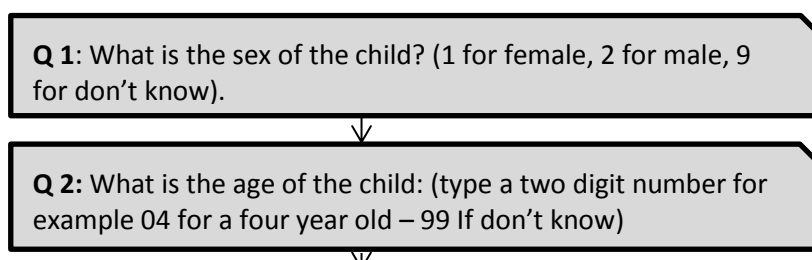 Q 1: What is the sex of the child? (1 for female, 2 for male, 9
for don’t know).
Q 2: What is the age of the child: (type a two digit number for
example 04 for a four year old – 99 If don’t know)